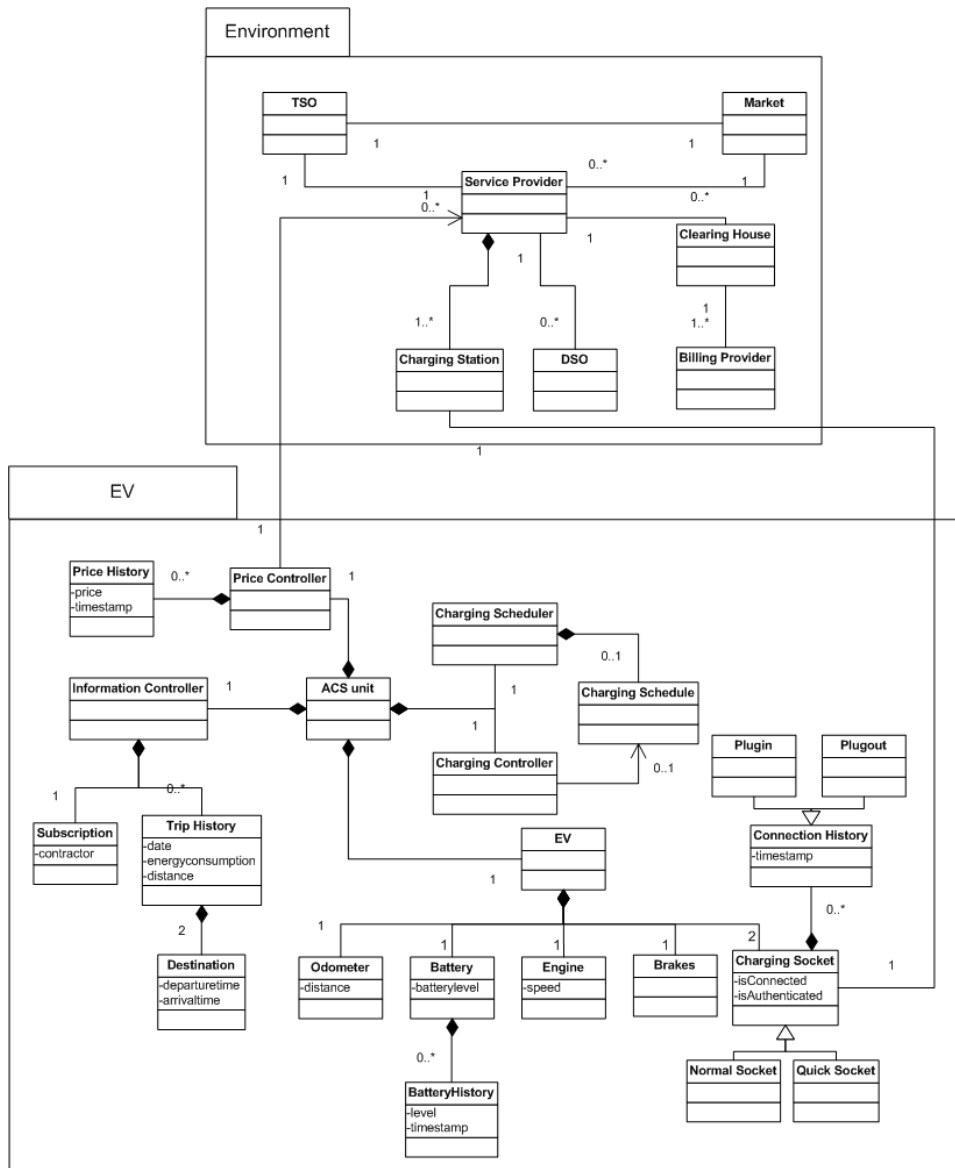 Environment
TSO
Market
1
1
1
0..*
1
Service Provider
1
0..*
0..*
1
Clearing House
1
1
1..*
1..*
0..*
Charging Station
DSO
Billing Provider
1
EV
1
Price History
-price
-timestamp
0..*
Price Controller
1
Charging Scheduler
0..1
Information Controller
1
ACS unit
1
Charging Schedule
1
Charging Controller
0..1
Plugin
Plugout
1
0..*
Subscription
-contractor
Trip History
-date
-energyconsumption
-distance
EV
Connection History
-timestamp
1
0..*
2
1
1
1
1
2
1
Destination
-departuretime
-arrivaltime
Odometer
-distance
Battery
-batterylevel
Engine
-speed
Brakes
Charging Socket
-isConnected
-isAuthenticated
0..*
BatteryHistory
-level
-timestamp
Normal Socket
Quick Socket